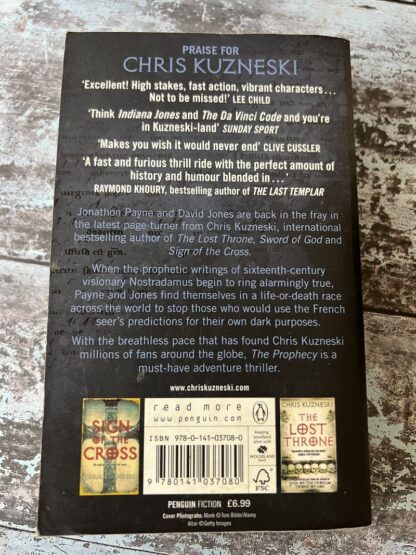 PRAISE FOR
CHRIS KUZNESKI
‘Excellent! High stakes, fast action, vibrant characters...
Not to be missed!’ LEE CHILD
‘Think Indiana Jones and The Da Vinci Code and you’re
in Kuzneski-land’ SUNDAY SPORT
‘Makes you wish it would never end’ CLIVE CUSSLER
‘A fast and furious thrill ride with the perfect amount of
history and humour blended in...’
RAYMOND KHOURY, bestselling author of THE LAST TEMPLAR
Jonathon Payne and David Jones are back in the fray in
the latest page-turner from Chris Kuzneski, international
bestselling author of The Lost Throne, Sword of God and
Sign of the Cross.
When the prophetic writings of sixteenth-century
visionary Nostradamus begin to ring alarmingly true,
Payne and Jones find themselves in a life-or-death race
across the world to stop those who would use the French
seer’s predictions for their own dark purposes.
With the breathless pace that has found Chris Kuzneski
millions of fans around the globe, The Prophecy is a
must-have adventure thriller.
www.chriskuzneski.com
SIGN
OF THE
CROSS
read more
www.penguin.com
ISBN 978-0-141-03708-0
9 780141 037080
FSC
CHRIS KUZNESKI
THE
LOST
THRONE
PENGUIN FICTION £6.99
Cover Photographs: Monk © Tom Bible/Alamy
Altar © Getty Images